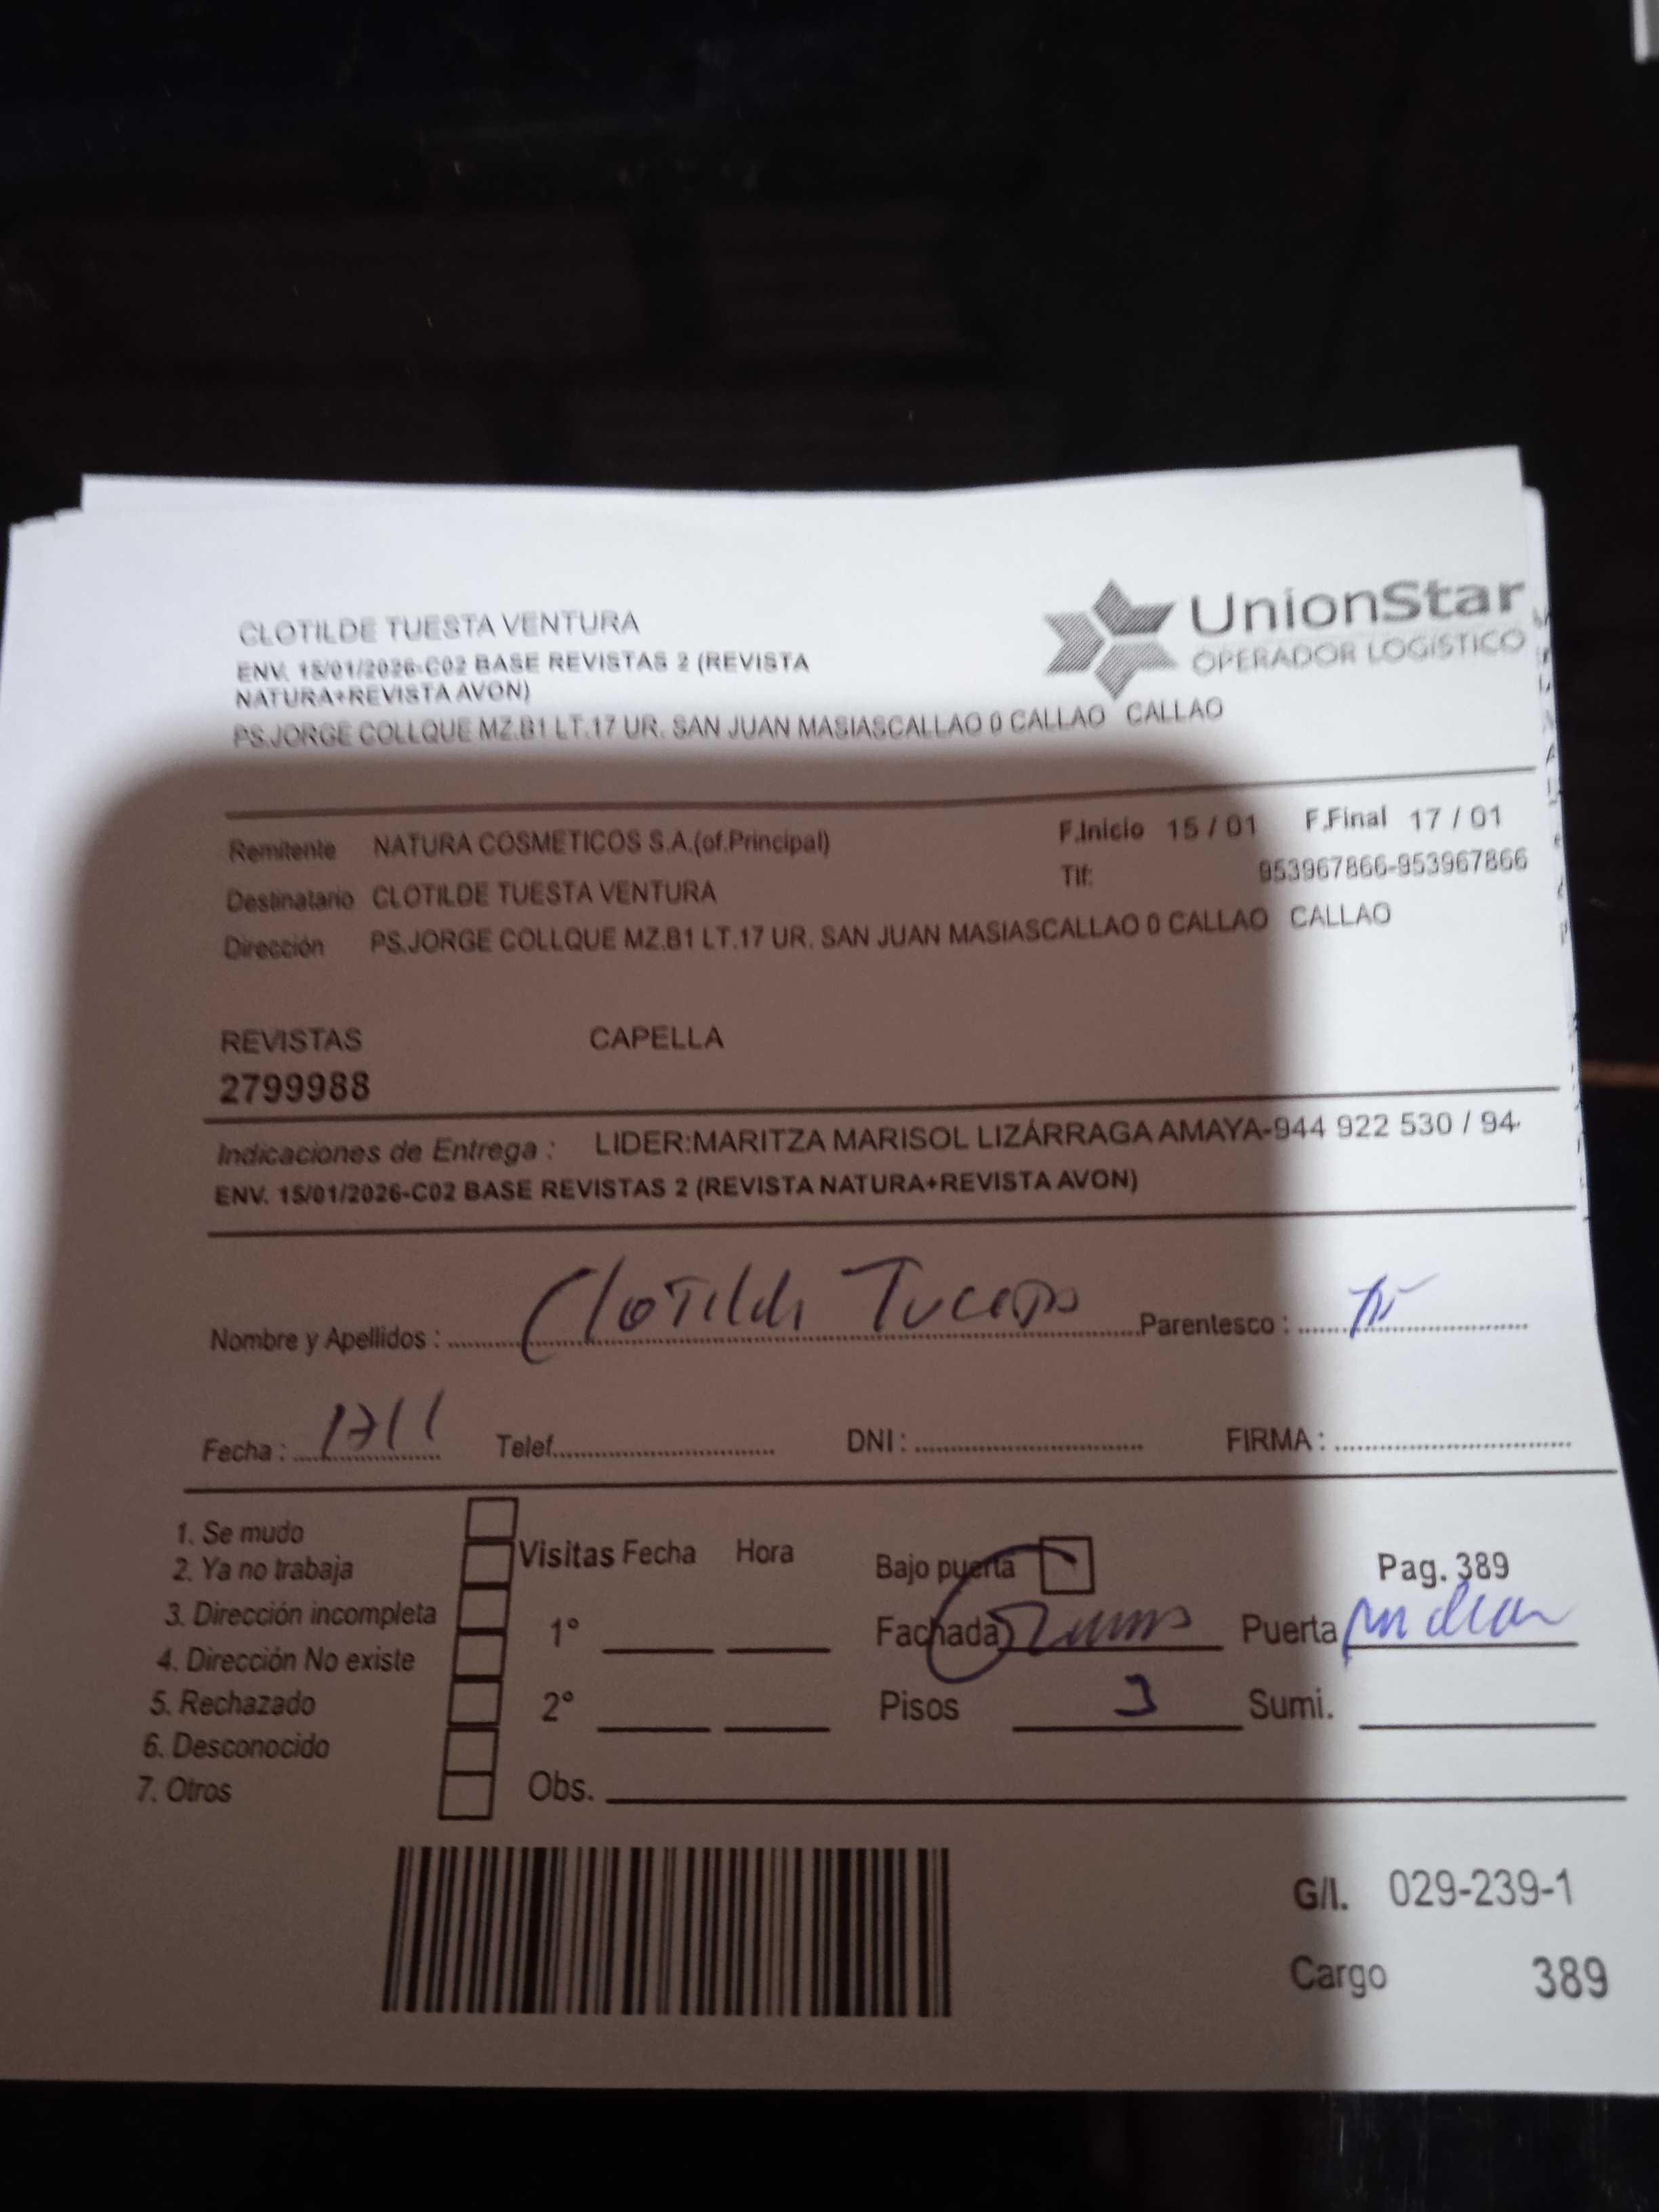 CLOTILDE TUESTA VENTURA
UnionStar
OPERADOR LOGÍSTICO
ENV. 15/01/2026-C02 BASE REVISTAS 2 (REVISTA
NATURA+REVISTA AVON)
PS.JORGE COLLQUE MZ.B1 LT.17 UR. SAN JUAN MASIASCALLAO 0 CALLAO CALLAO
Remitente NATURA COSMETICOS S.A.(of.Principal) F.Inicio 15 / 01 F.Final 17 / 01
Destinatario CLOTILDE TUESTA VENTURA Tlf: 953967866-953967866
Dirección PS.JORGE COLLQUE MZ.B1 LT.17 UR. SAN JUAN MASIASCALLAO 0 CALLAO CALLAO
REVISTAS CAPELLA
2799988
Indicaciones de Entrega : LIDER:MARITZA MARISOL LIZÁRRAGA AMAYA-944 922 530 / 94
ENV. 15/01/2026-C02 BASE REVISTAS 2 (REVISTA NATURA+REVISTA AVON)
Nombre y Apellidos : Clotilde Parentesco :
Fecha : 17/1 Telef. DNI : FIRMA :
1. Se mudo
2. Ya no trabaja Visitas Fecha Hora Bajo puerta Pag. 389
3. Dirección incompleta 1° Fachada Puerta
4. Dirección No existe
5. Rechazado 2° Pisos 3 Sumi.
6. Desconocido
7. Otros Obs.
G/I. 029-239-1
Cargo 389